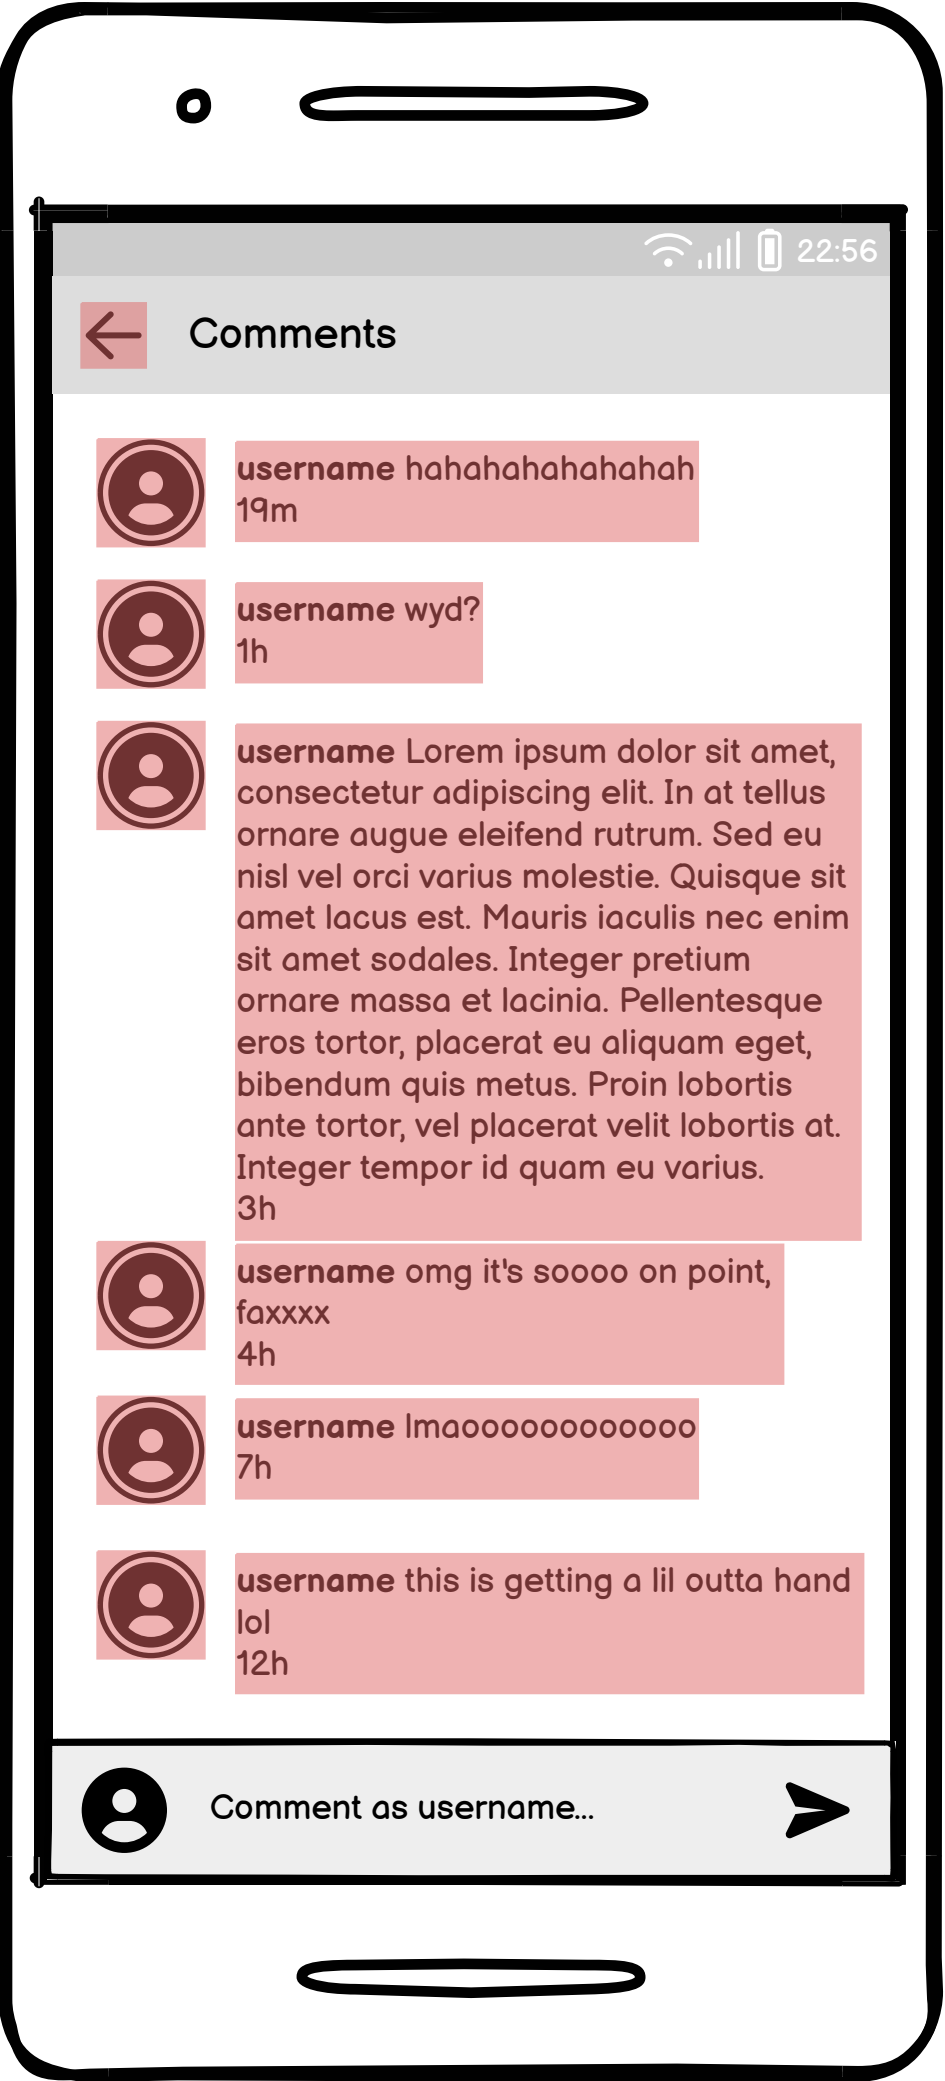 22:56
Comments
username hahahahahahahah
19m
username wyd?
1h
username Lorem ipsum dolor sit amet,
consectetur adipiscing elit. In at tellus
ornare augue eleifend rutrum. Sed eu
nisl vel orci varius molestie. Quisque sit
amet lacus est. Mauris iaculis nec enim
sit amet sodales. Integer pretium
ornare massa et lacinia. Pellentesque
eros tortor, placerat eu aliquam eget,
bibendum quis metus. Proin lobortis
ante tortor, vel placerat velit lobortis at.
Integer tempor id quam eu varius.
3h
username omg it's soooo on point,
faxxxx
4h
username lmaoooooooooooo
7h
username this is getting a lil outta hand
lol
12h
Comment as username...